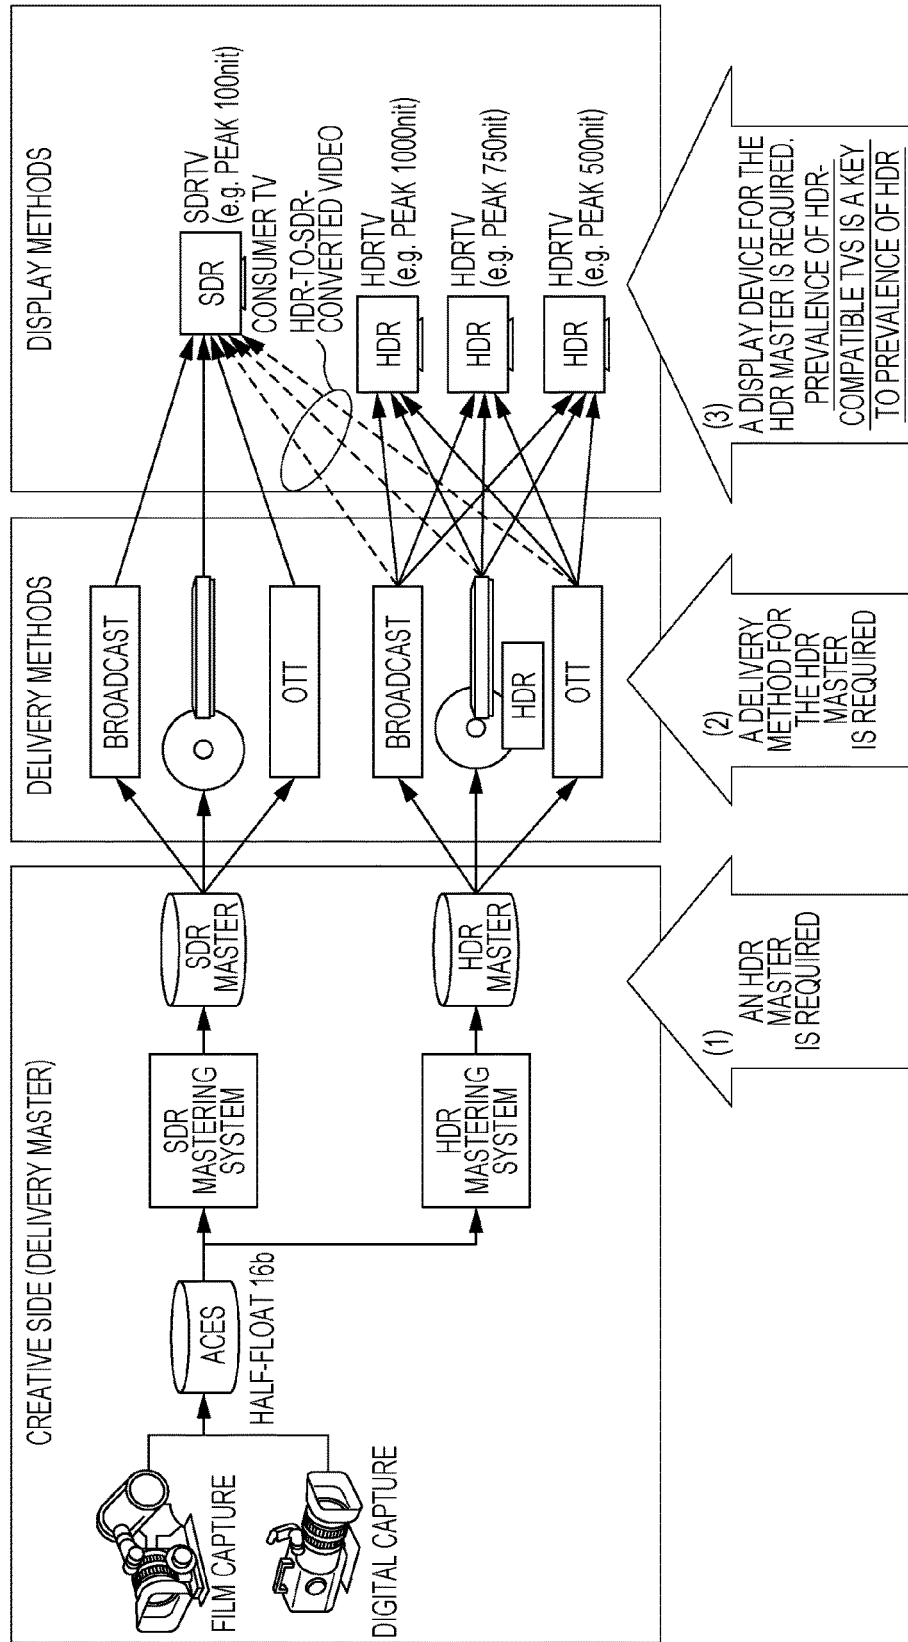 CREATIVE SIDE (DELIVERY MASTER)
FILM CAPTURE
DIGITAL CAPTURE
ACES
HALF-FLOAT 16b
SDR
MASTERING
SYSTEM
HDR
MASTERING
SYSTEM
SDR
MASTER
HDR
MASTER
DELIVERY METHODS
BROADCAST
OTT
BROADCAST
HDR
OTT
DISPLAY METHODS
SDR
SDRTV
(e.g. PEAK 100nit)
CONSUMER TV
HDR-TO-SDR-
CONVERTED VIDEO
HDR
HDRTV
(e.g. PEAK 1000nit)
HDR
HDRTV
(e.g. PEAK 750nit)
HDR
HDRTV
(e.g. PEAK 500nit)
(1)
AN HDR
MASTER
IS REQUIRED
(2)
A DELIVERY
METHOD FOR
THE HDR
MASTER
IS REQUIRED
(3)
A DISPLAY DEVICE FOR THE
HDR MASTER IS REQUIRED.
PREVALENCE OF HDR-
COMPATIBLE TVS IS A KEY
TO PREVALENCE OF HDR